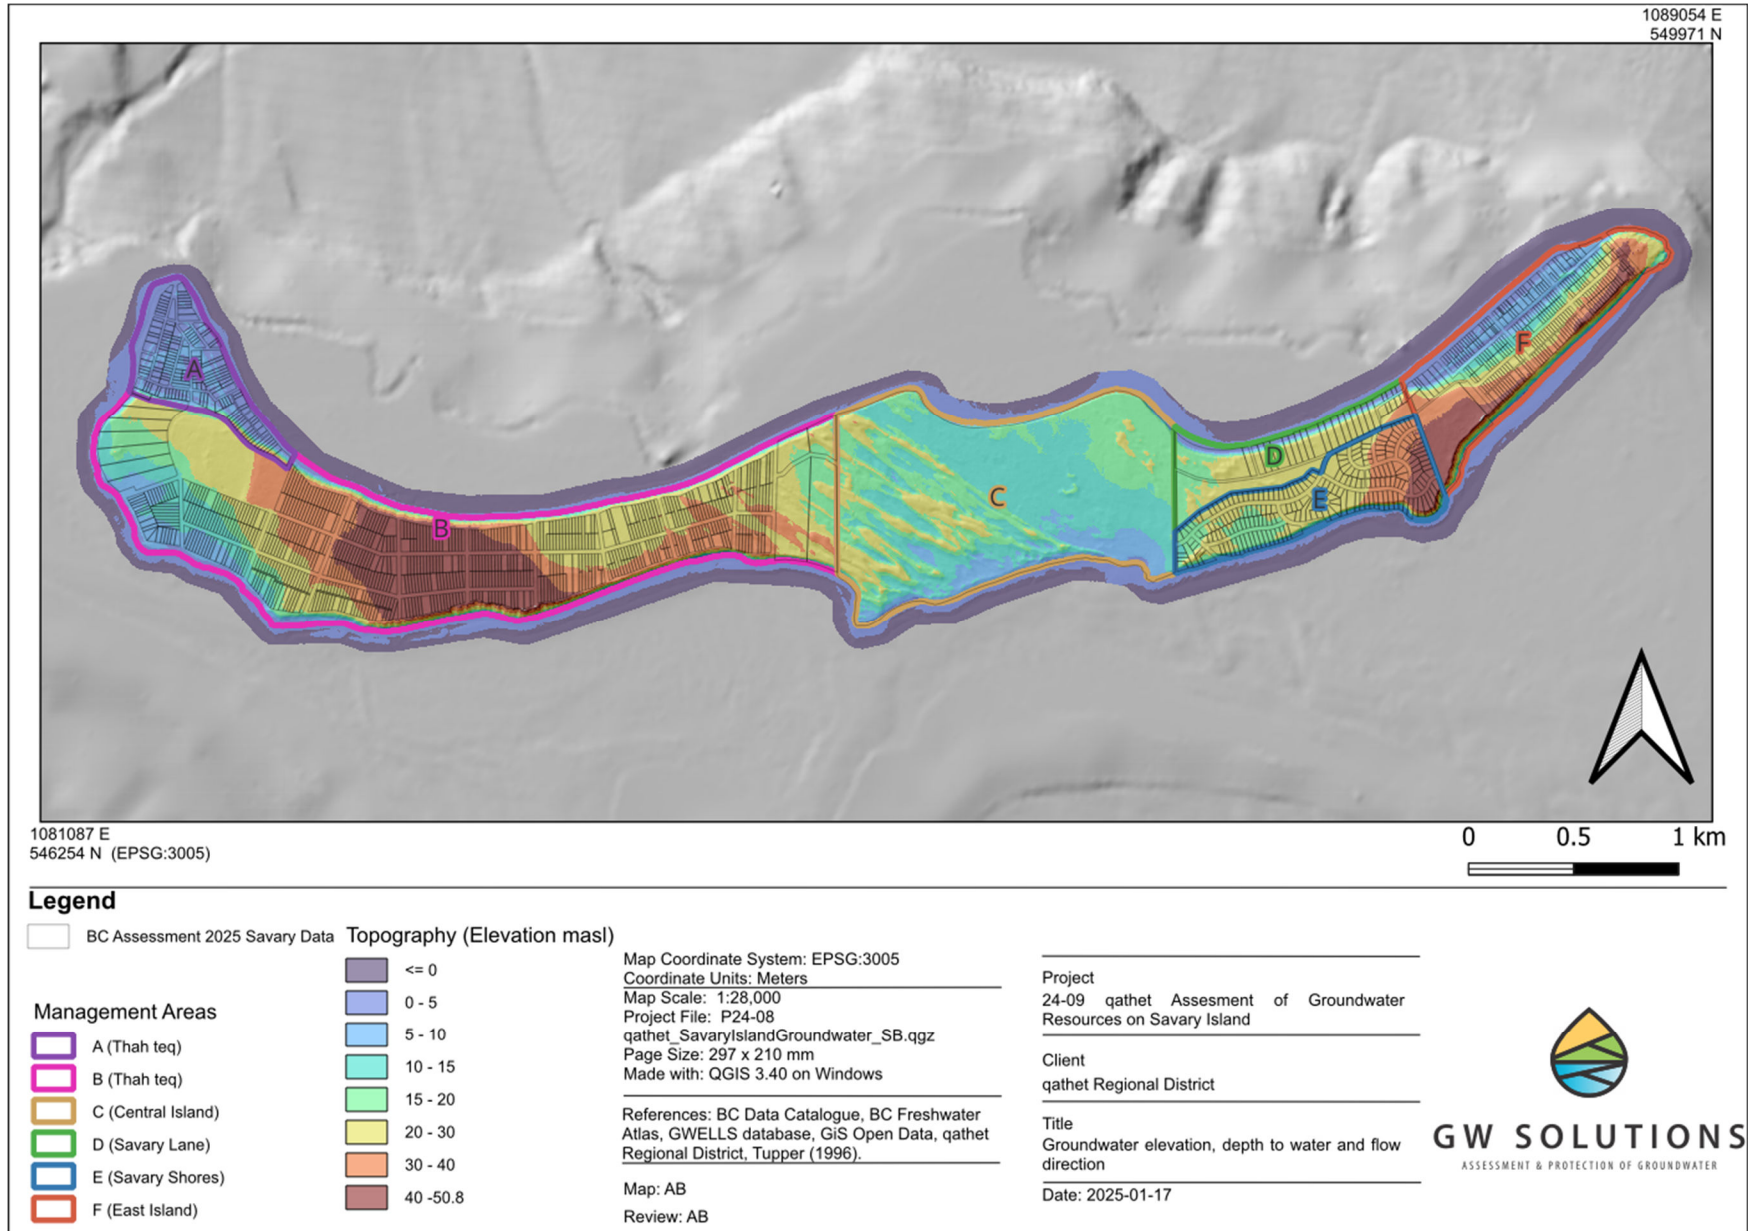 1089054 E
549971 N
A
B
C
D
E
F
1081087 E
546254 N (EPSG:3005)
0 0.5 1 km
Legend
BC Assessment 2025 Savary Data
Management Areas
A (Thah teq)
B (Thah teq)
C (Central Island)
D (Savary Lane)
E (Savary Shores)
F (East Island)
Topography (Elevation masl)
<= 0
0 - 5
5 - 10
10 - 15
15 - 20
20 - 30
30 - 40
40 -50.8
Map Coordinate System: EPSG:3005
Coordinate Units: Meters
Map Scale: 1:28,000
Project File: P24-08
qathet_SavaryIslandGroundwater_SB.qgz
Page Size: 297 x 210 mm
Made with: QGIS 3.40 on Windows
References: BC Data Catalogue, BC Freshwater
Atlas, GWELLS database, GiS Open Data, qathet
Regional District, Tupper (1996).
Map: AB
Review: AB
Project
24-09 qathet Assesment of Groundwater
Resources on Savary Island
Client
qathet Regional District
Title
Groundwater elevation, depth to water and flow
direction
Date: 2025-01-17
GW SOLUTIONS
ASSESSMENT & PROTECTION OF GROUNDWATER